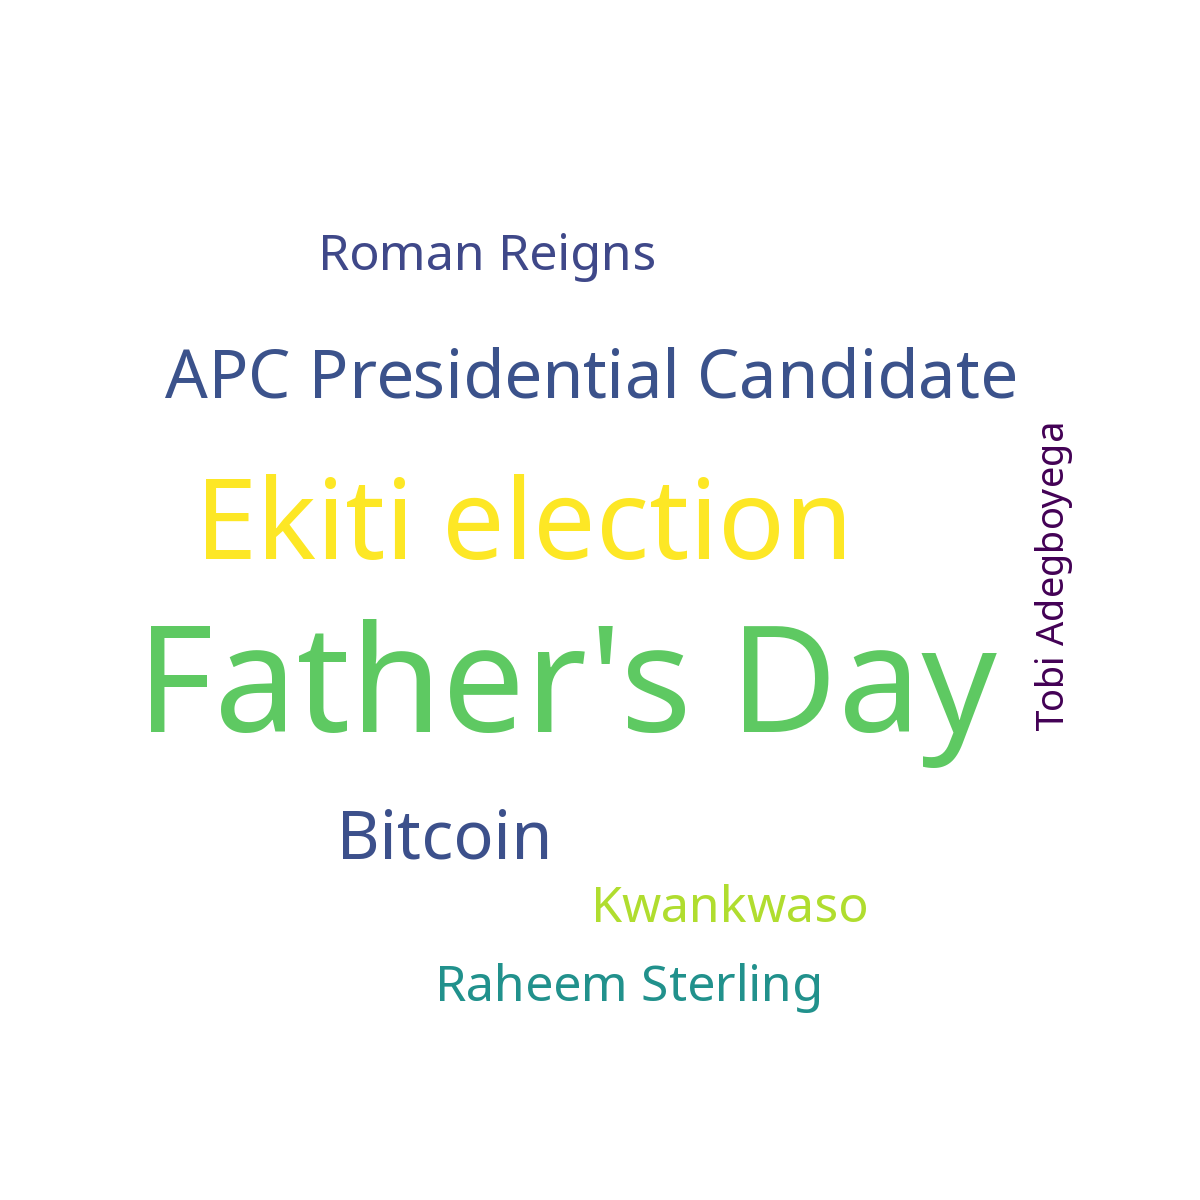 Roman Reigns
APC Presidential Candidate
Ekiti election
Father's Day
Tobi Adegboyega
Bitcoin
Kwankwaso
Raheem Sterling